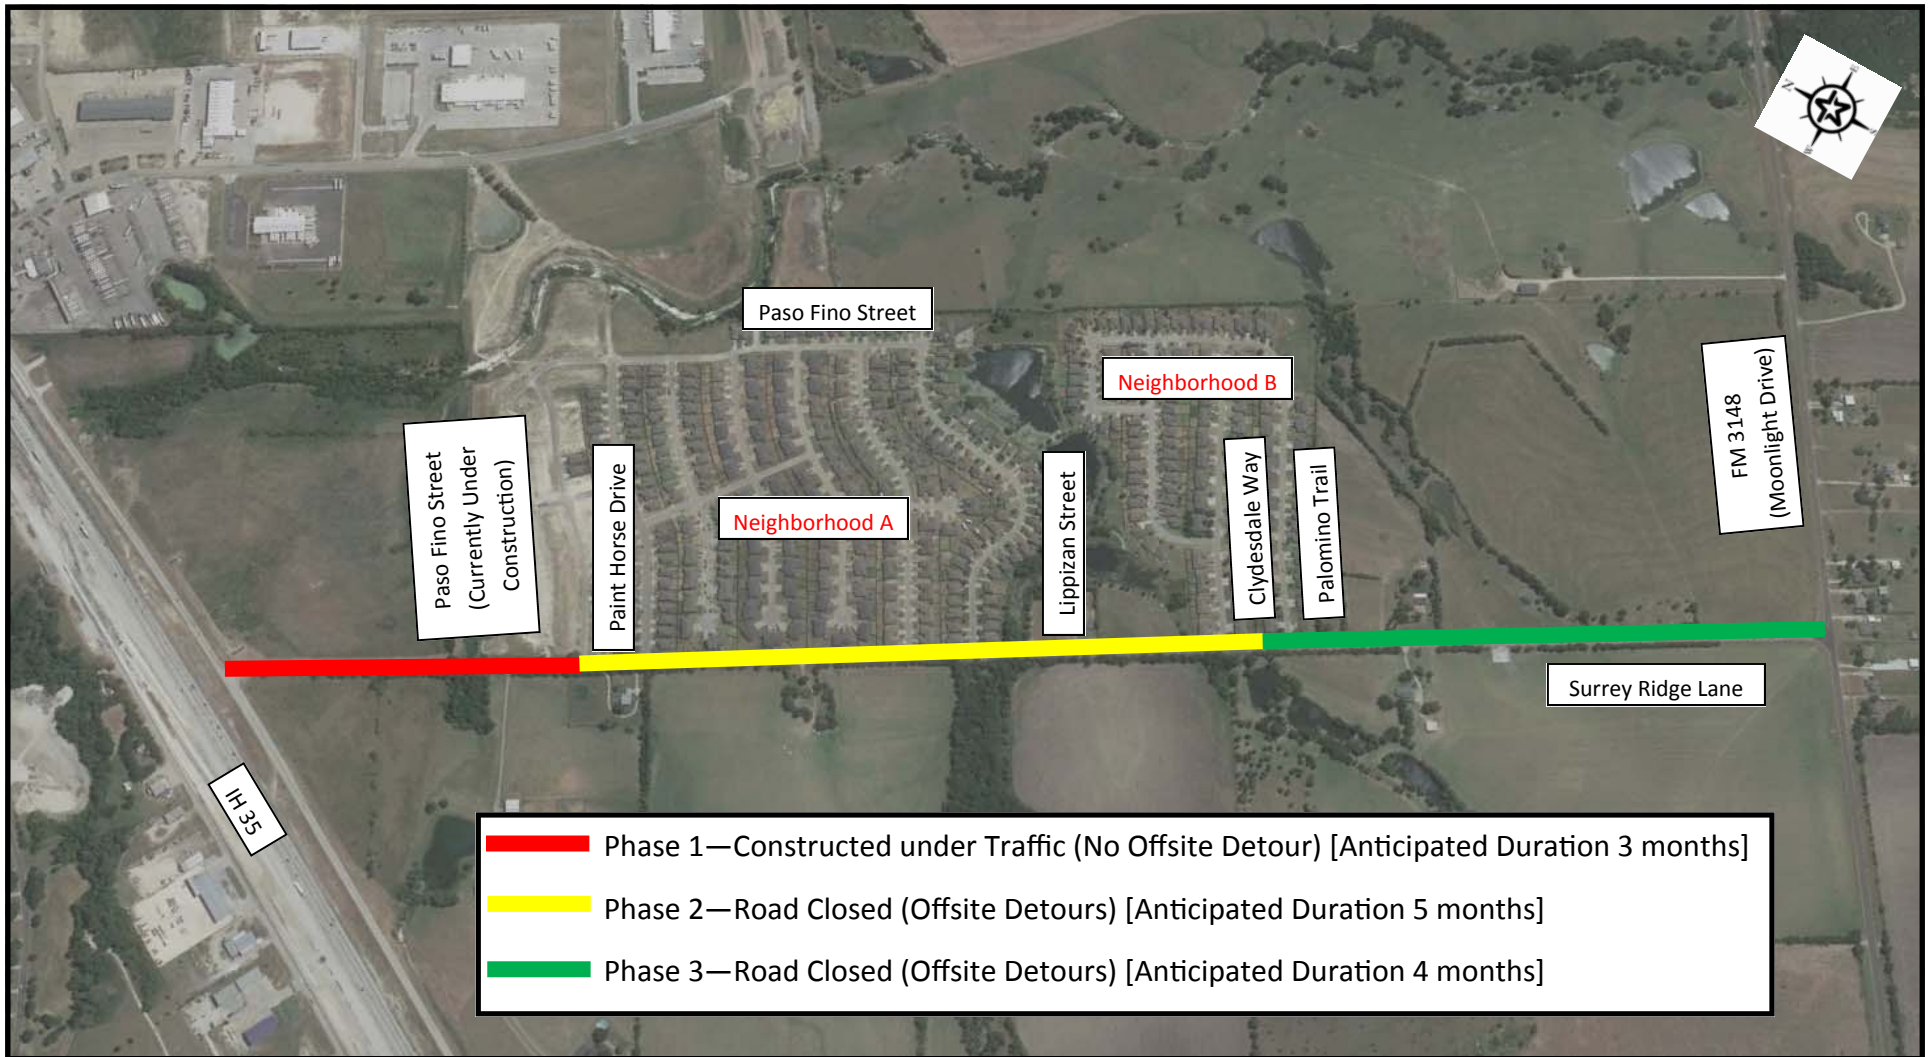 N
E
S
W
Paso Fino Street
Neighborhood B
FM 3148
(Moonlight Drive)
Paso Fino Street
(Currently Under
Construction)
Paint Horse Drive
Neighborhood A
Lippizan Street
Clydesdale Way
Palomino Trail
Surrey Ridge Lane
IH 35
Phase 1—Constructed under Traffic (No Offsite Detour) [Anticipated Duration 3 months]
Phase 2—Road Closed (Offsite Detours) [Anticipated Duration 5 months]
Phase 3—Road Closed (Offsite Detours) [Anticipated Duration 4 months]